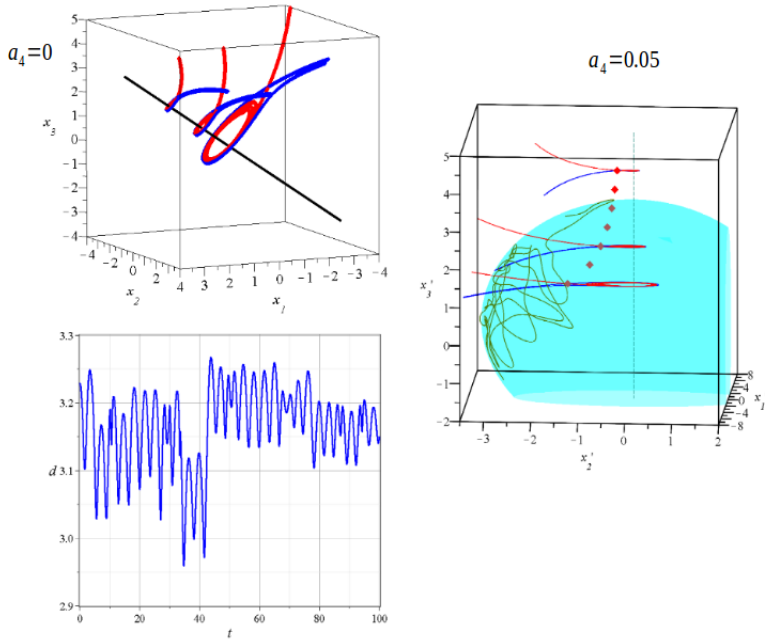 a₄=0
5
4
3
2
1
0
−1
−2
−3
−4
x₃
−4 −2 0 2 4
x₂
3 2 1 0 −1 −2 −3 −4
x₁
a₄=0.05
5
4
3
2
1
0
−1
−2
x₃'
−3 −2 −1 0 1 2
x₂'
8
4
0
−4
−8
x₁
3.3
3.2
3.1
3.0
2.9
d
0 20 40 60 80 100
t